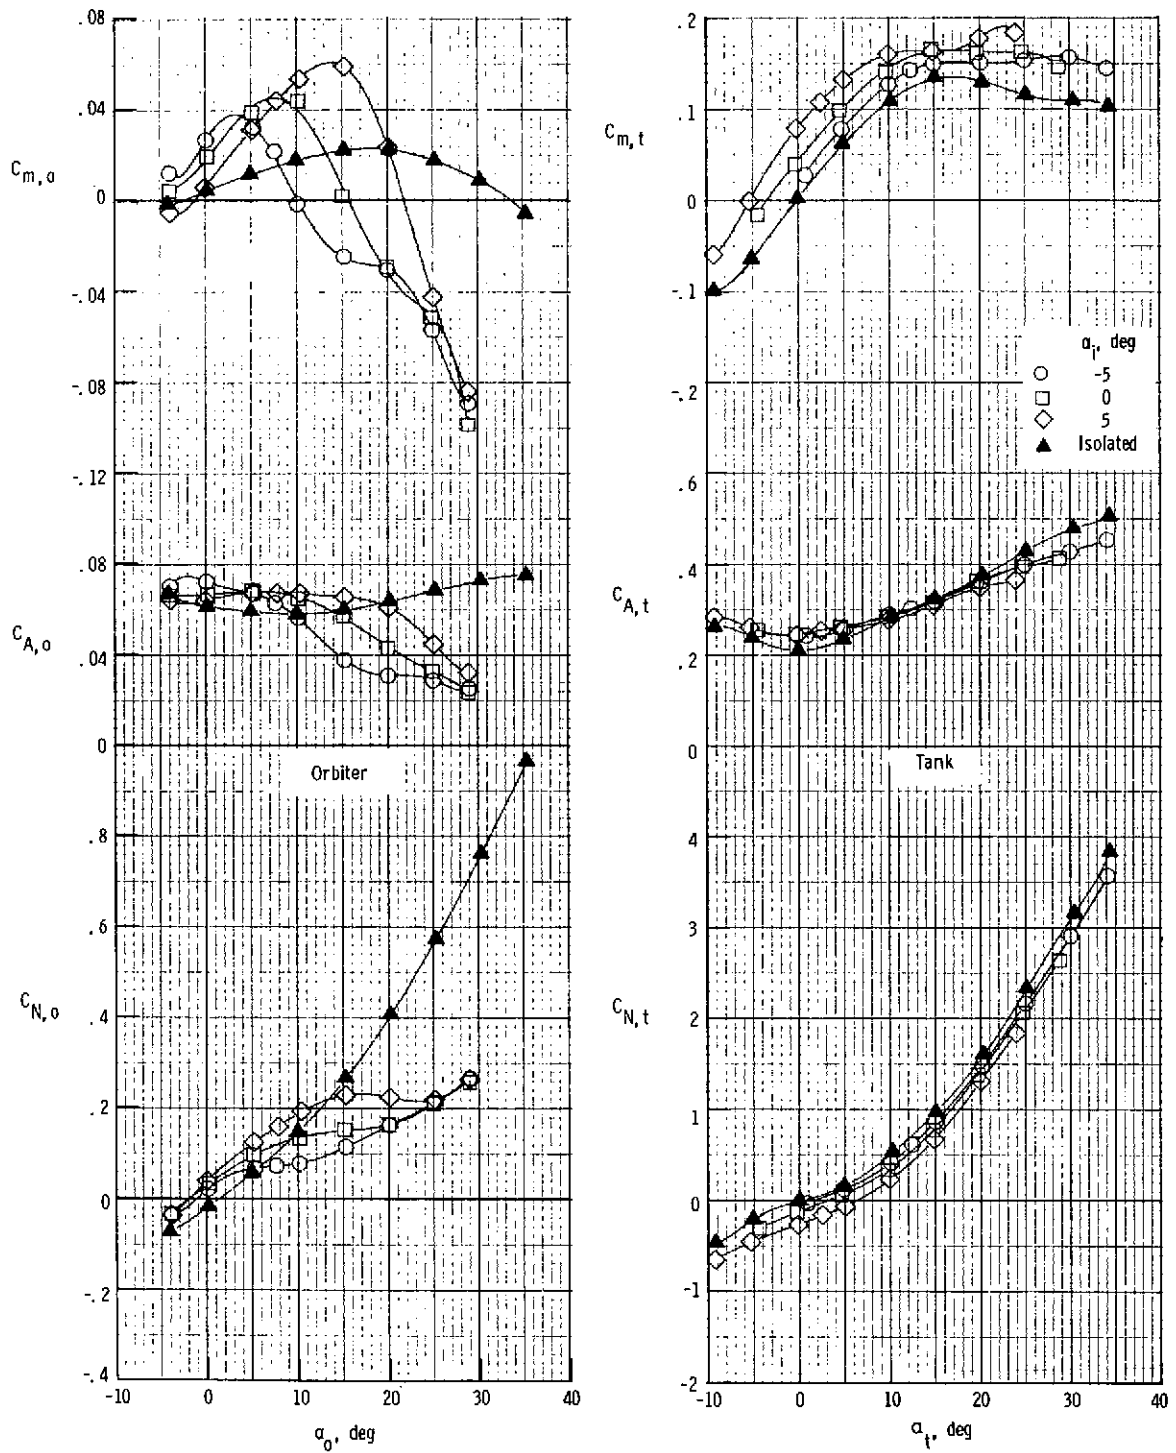 .08
.04
C_m,o
0
-.04
-.08
-.12
.08
C_A,o
.04
0
Orbiter
.8
.6
C_N,o
.4
.2
0
-.2
-.4
-10 0 10 20 30 40
α_o, deg
.2
.1
C_m,t
0
-.1
α_i, deg
-5
0
5
Isolated
-.2
.6
.4
C_A,t
.2
0
Tank
4
3
C_N,t
2
1
0
-1
-2
-10 0 10 20 30 40
α_t, deg